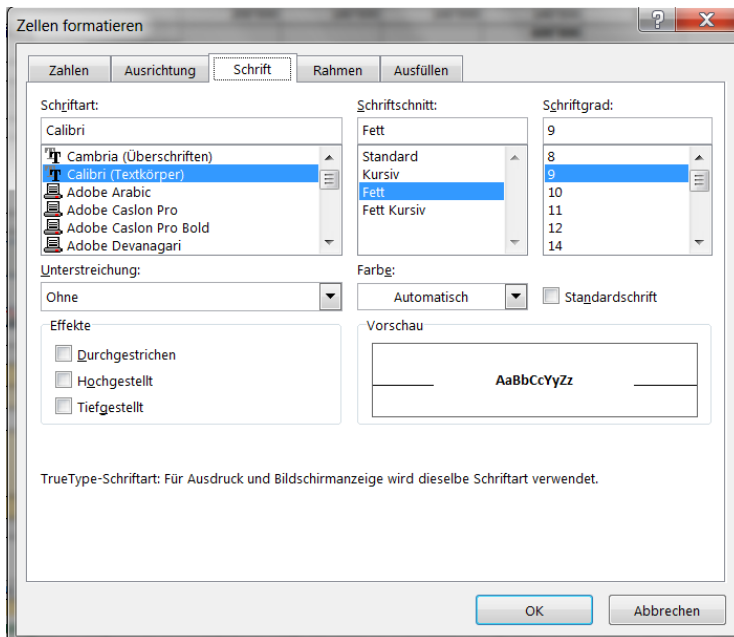 Zellen formatieren
Zahlen Ausrichtung Schrift Rahmen Ausfüllen
Schriftart: Schriftschnitt: Schriftgrad:
Calibri Fett 9
Cambria (Überschriften) Standard 8
Calibri (Textkörper) Kursiv 9
Adobe Arabic Fett 10
Adobe Caslon Pro Fett Kursiv 11
Adobe Caslon Pro Bold 12
Adobe Devanagari 14
Unterstreichung: Farbe:
Ohne Automatisch Standardschrift
Effekte Vorschau
Durchgestrichen
Hochgestellt AaBbCcYyZz
Tiefgestellt
TrueType-Schriftart: Für Ausdruck und Bildschirmanzeige wird dieselbe Schriftart verwendet.
OK Abbrechen